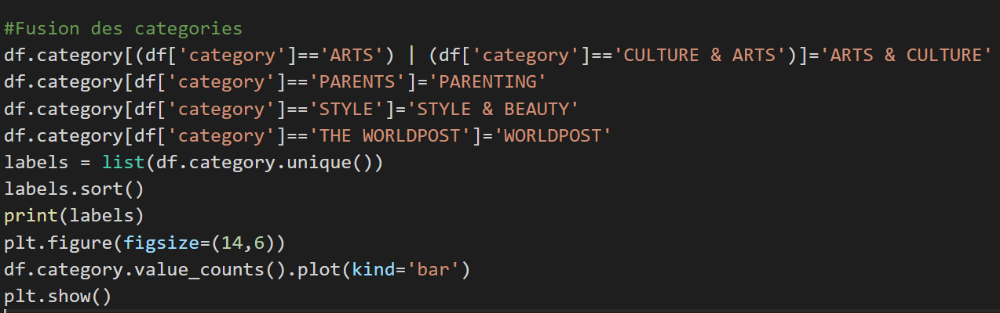 #Fusion des categories
df.category[(df['category']=='ARTS') | (df['category']=='CULTURE & ARTS')]='ARTS & CULTURE'
df.category[df['category']=='PARENTS']='PARENTING'
df.category[df['category']=='STYLE']='STYLE & BEAUTY'
df.category[df['category']=='THE WORLDPOST']='WORLDPOST'
labels = list(df.category.unique())
labels.sort()
print(labels)
plt.figure(figsize=(14,6))
df.category.value_counts().plot(kind='bar')
plt.show()